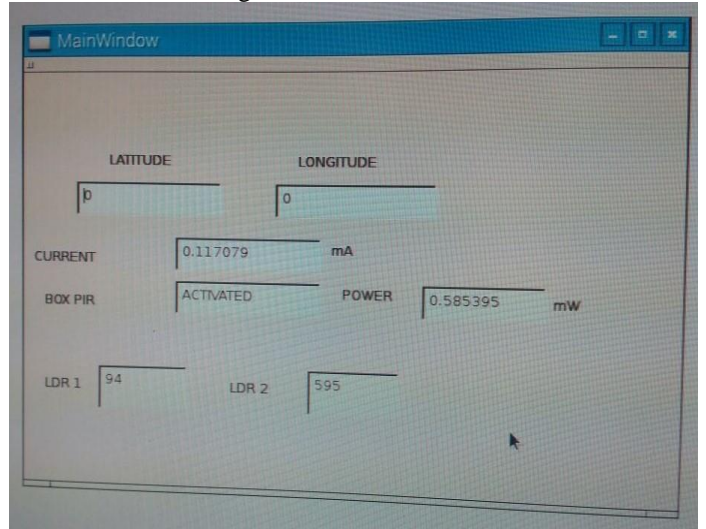 MainWindow
LATITUDE LONGITUDE
0 0
CURRENT 0.117079 mA
BOX PIR ACTIVATED POWER 0.585395 mW
LDR 1 94 LDR 2 595